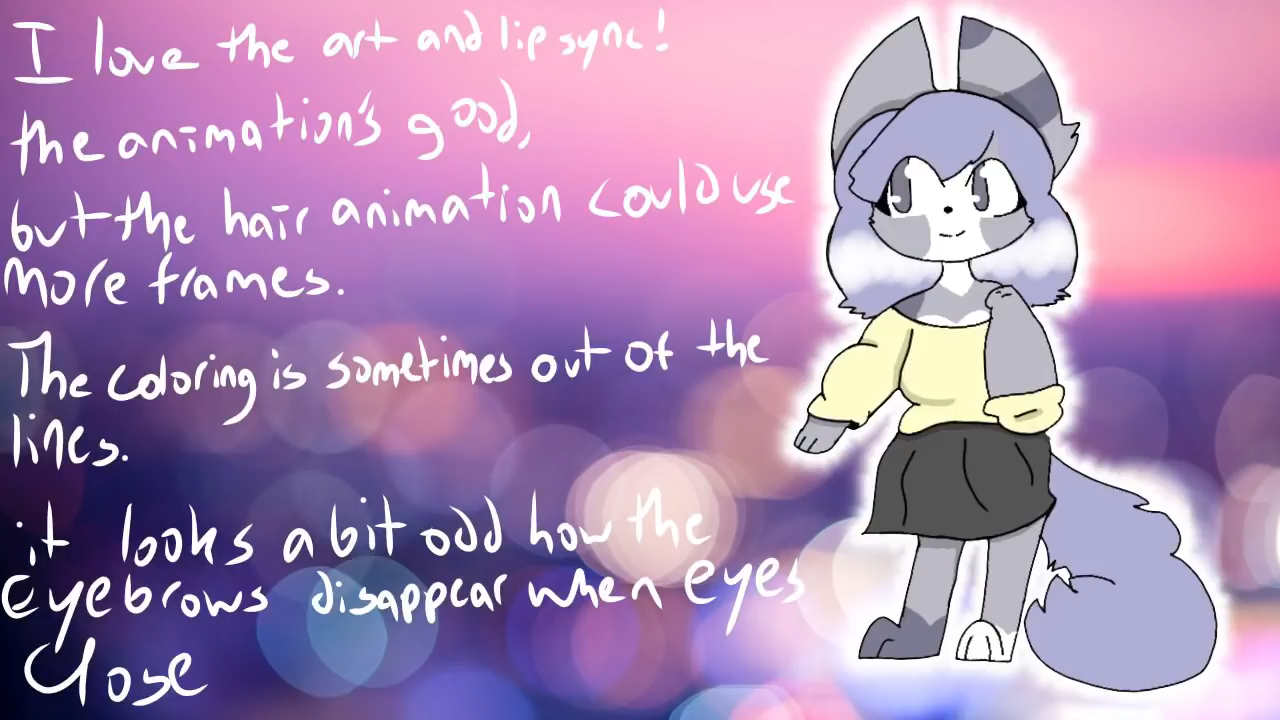 I love the art and lip sync!
the animation's good,
but the hair animation could use
more frames.
The coloring is sometimes out of the
lines.
it looks a bit odd how the
eyebrows disappear when eyes
close